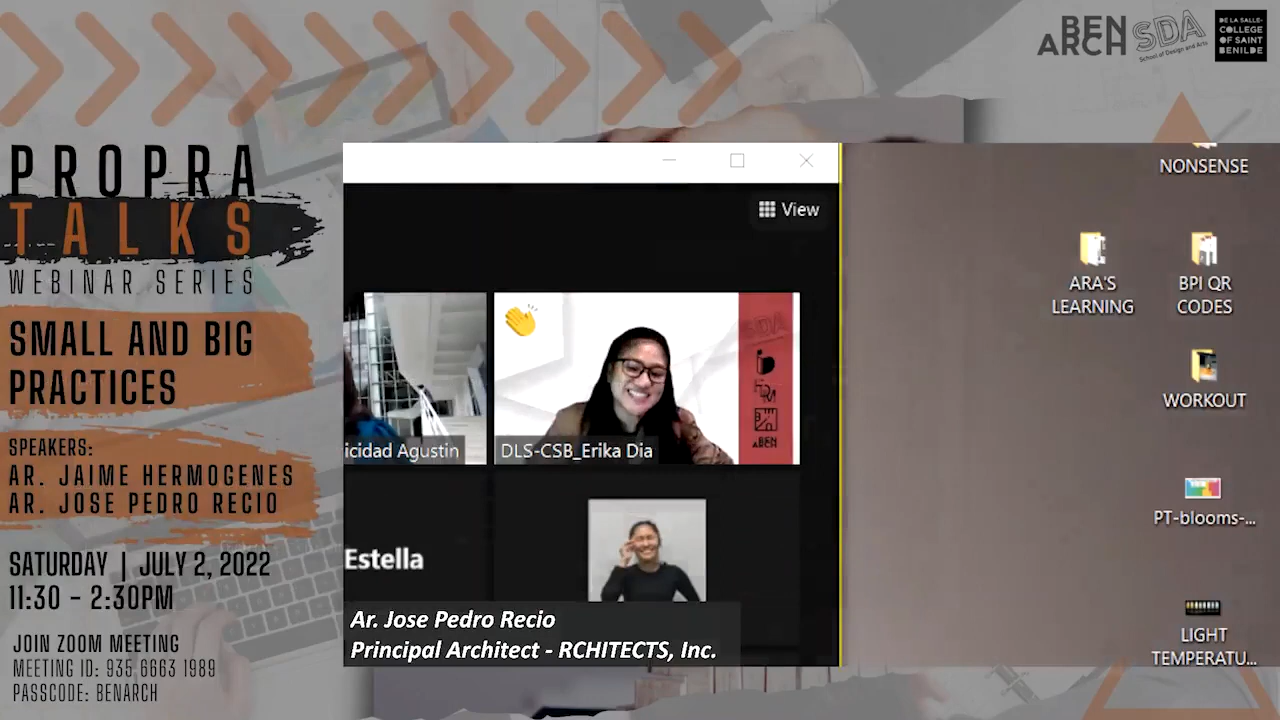 BEN
ARCH
SDA
School of Design and Arts
DE LA SALLE-
COLLEGE
OF SAINT
BENILDE
PROPRA
TALKS
WEBINAR SERIES
SMALL AND BIG
PRACTICES
SPEAKERS:
AR. JAIME HERMOGENES
AR. JOSE PEDRO RECIO
SATURDAY | JULY 2, 2022
11:30 - 2:30PM
JOIN ZOOM MEETING
MEETING ID: 935 6663 1989
PASSCODE: BENARCH
View
SDA
ABEN
icidad Agustin
DLS-CSB_Erika Dia
Estella
Ar. Jose Pedro Recio
Principal Architect - RCHITECTS, Inc.
NONSENSE
ARA'S
LEARNING
BPI QR
CODES
WORKOUT
PT-blooms-...
LIGHT
TEMPERATU...